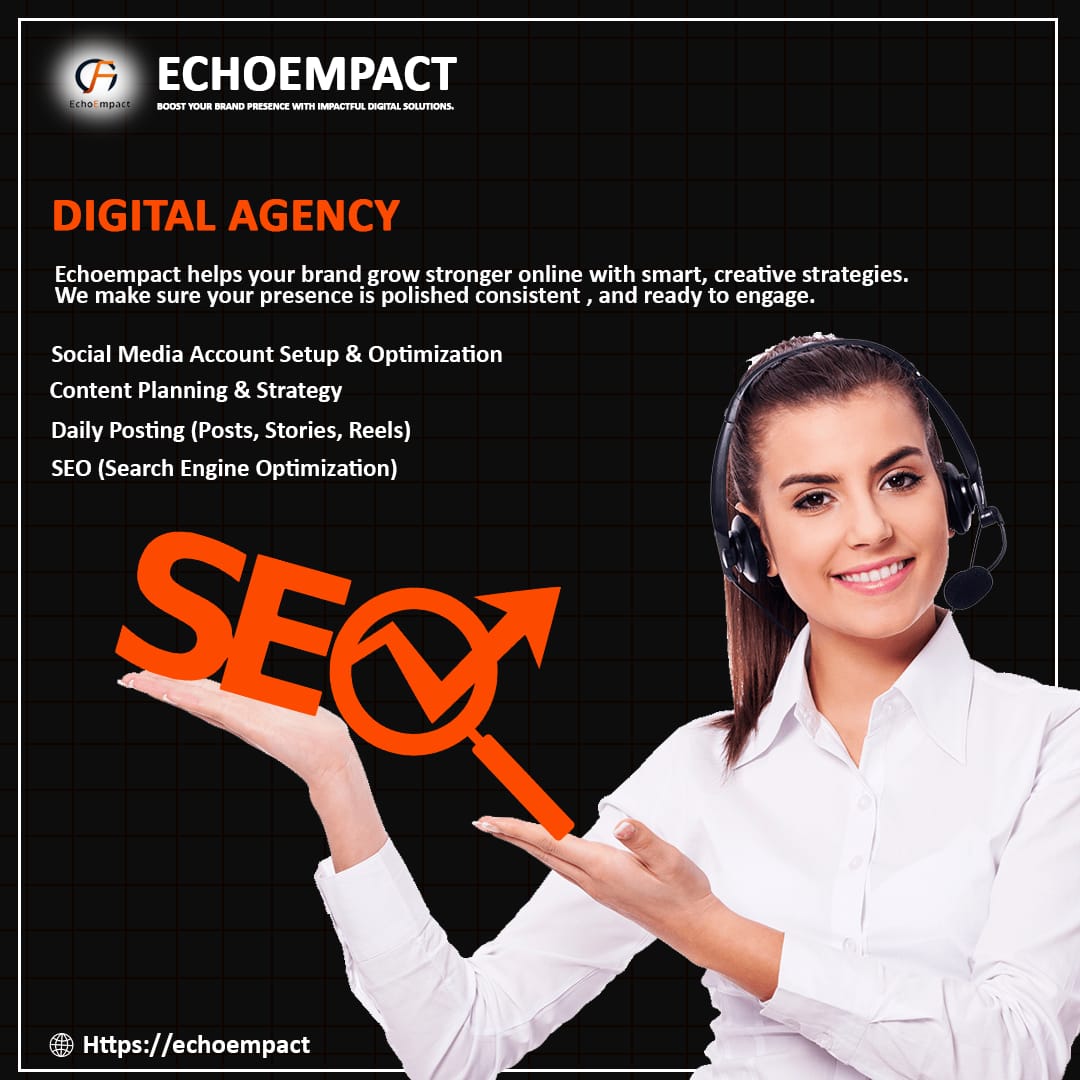 EchoEmpact
ECHOEMPACT
BOOST YOUR BRAND PRESENCE WITH IMPACTFUL DIGITAL SOLUTIONS.
DIGITAL AGENCY
Echoempact helps your brand grow stronger online with smart, creative strategies.
We make sure your presence is polished consistent , and ready to engage.
Social Media Account Setup & Optimization
Content Planning & Strategy
Daily Posting (Posts, Stories, Reels)
SEO (Search Engine Optimization)
SEO
Https://echoempact